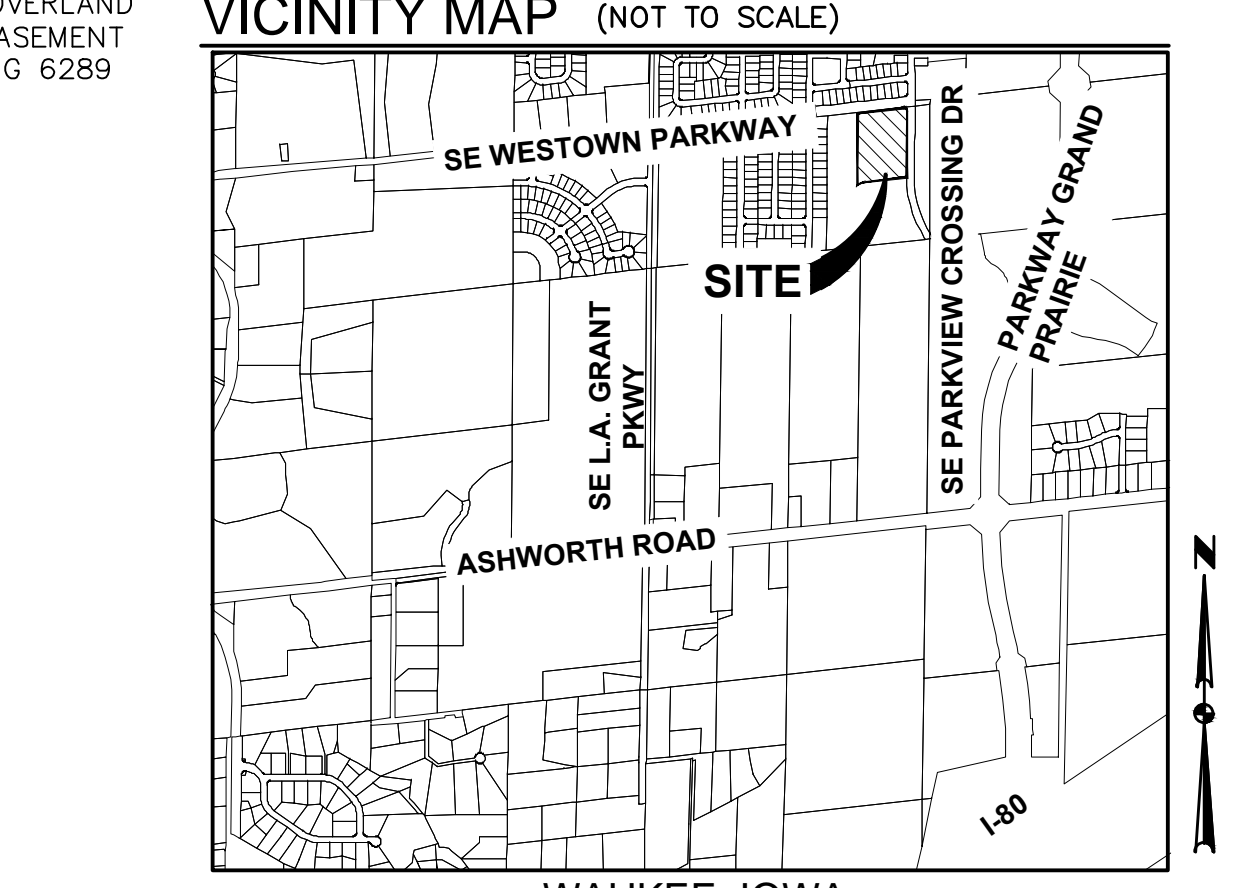 OVERLAND
ASEMENT
G 6289
VICINITY MAP (NOT TO SCALE)
SE WESTOWN PARKWAY
SITE
SE PARKVIEW CROSSING DR
PARKWAY GRAND
PRAIRIE
SE L.A. GRANT
PKWY
ASHWORTH ROAD
I-80
N
WAUKEE, IOWA